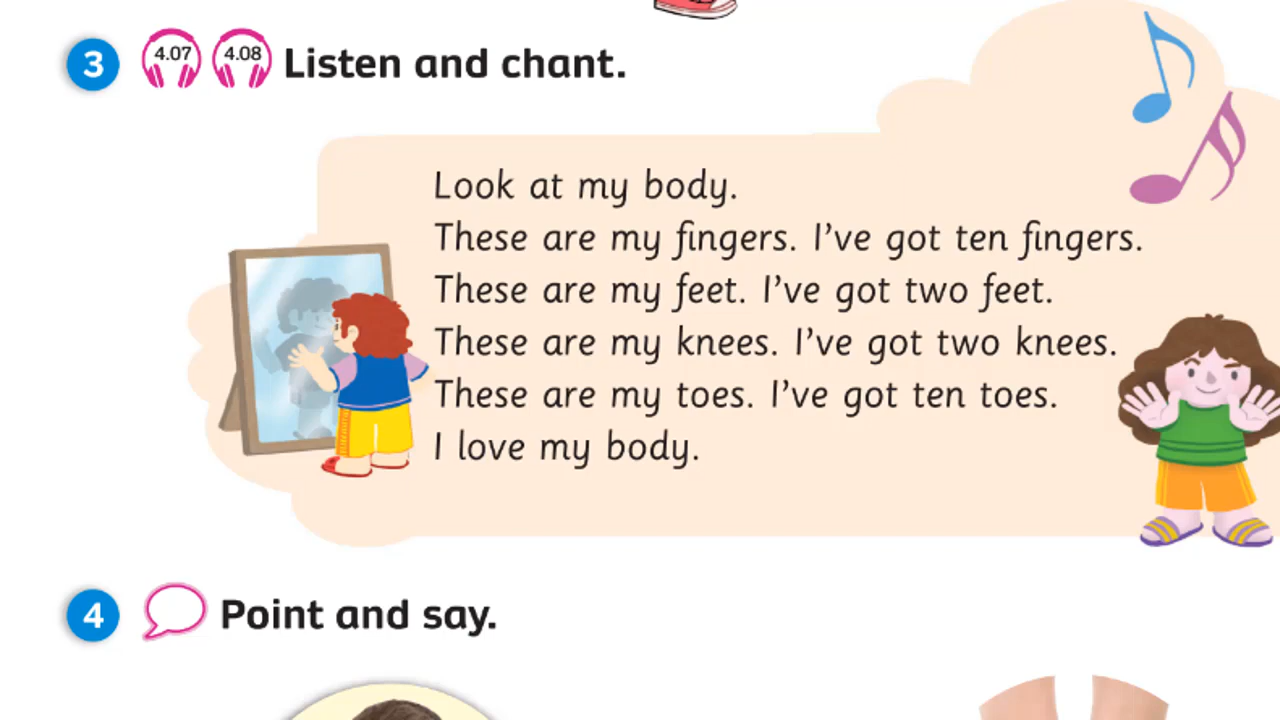 3 4.07 4.08 Listen and chant.
Look at my body.
These are my fingers. I've got ten fingers.
These are my feet. I've got two feet.
These are my knees. I've got two knees.
These are my toes. I've got ten toes.
I love my body.
4 Point and say.